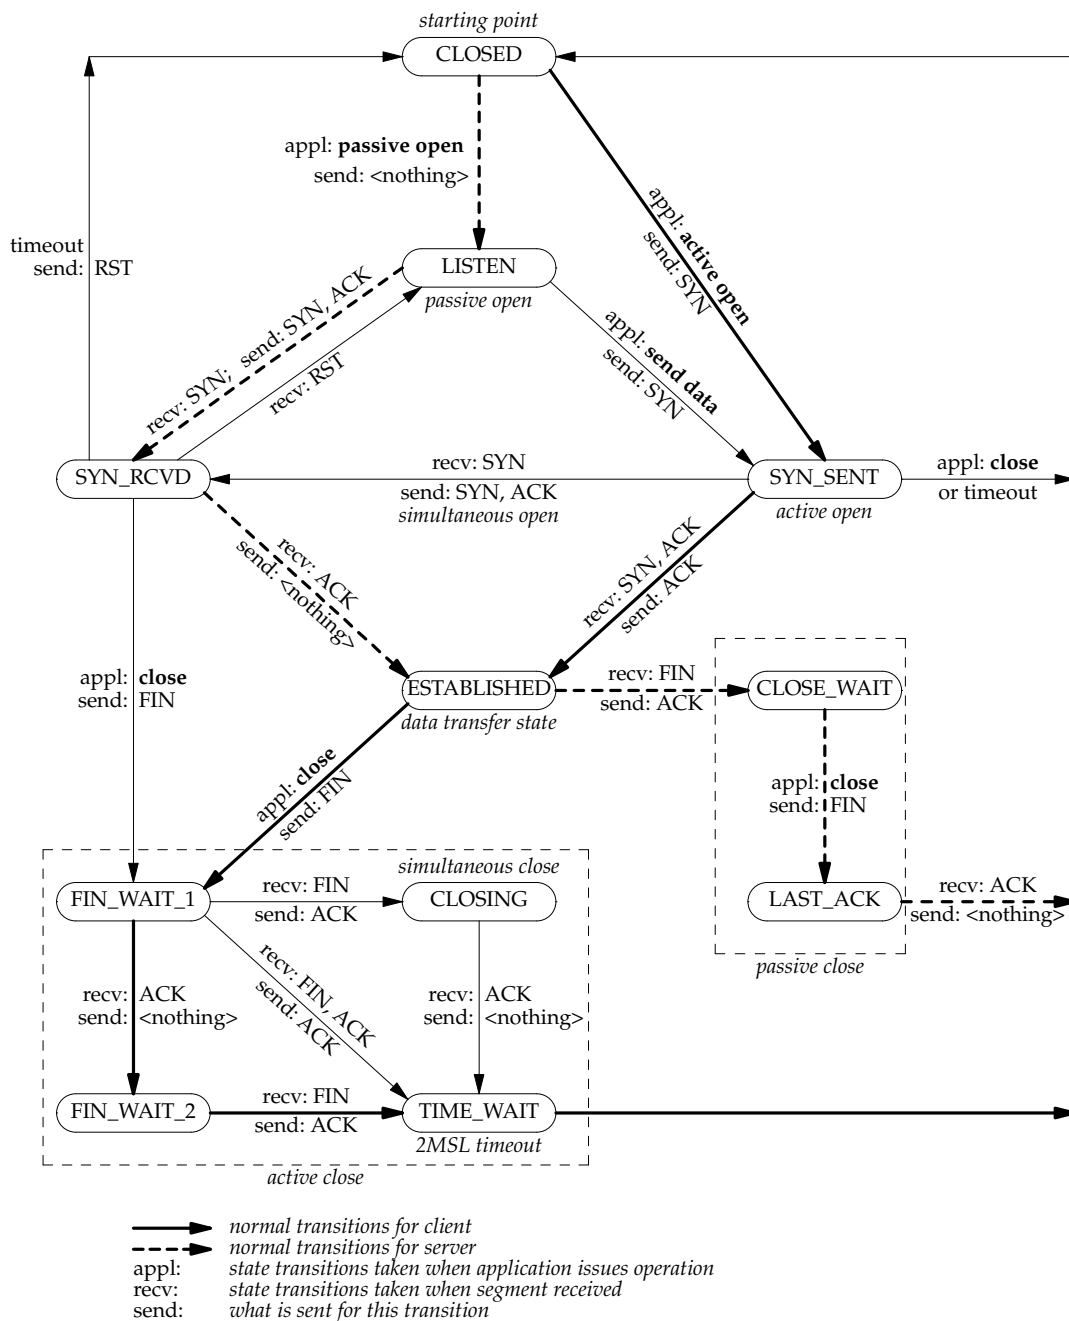 starting point
CLOSED
appl: passive open
send: <nothing>
appl: active open
send: SYN
timeout
send: RST
LISTEN
passive open
recv: SYN; send: SYN, ACK
recv: RST
appl: send data
send: SYN
SYN_RCVD
recv: SYN
send: SYN, ACK
simultaneous open
SYN_SENT
active open
appl: close
or timeout
recv: ACK
send: <nothing>
recv: SYN, ACK
send: ACK
appl: close
send: FIN
ESTABLISHED
data transfer state
recv: FIN
send: ACK
CLOSE_WAIT
appl: close
send: FIN
appl: close
send: FIN
simultaneous close
FIN_WAIT_1
recv: FIN
send: ACK
CLOSING
LAST_ACK
recv: ACK
send: <nothing>
passive close
recv: ACK
send: <nothing>
recv: FIN, ACK
send: ACK
recv: ACK
send: <nothing>
FIN_WAIT_2
recv: FIN
send: ACK
TIME_WAIT
2MSL timeout
active close
normal transitions for client
normal transitions for server
appl: state transitions taken when application issues operation
recv: state transitions taken when segment received
send: what is sent for this transition